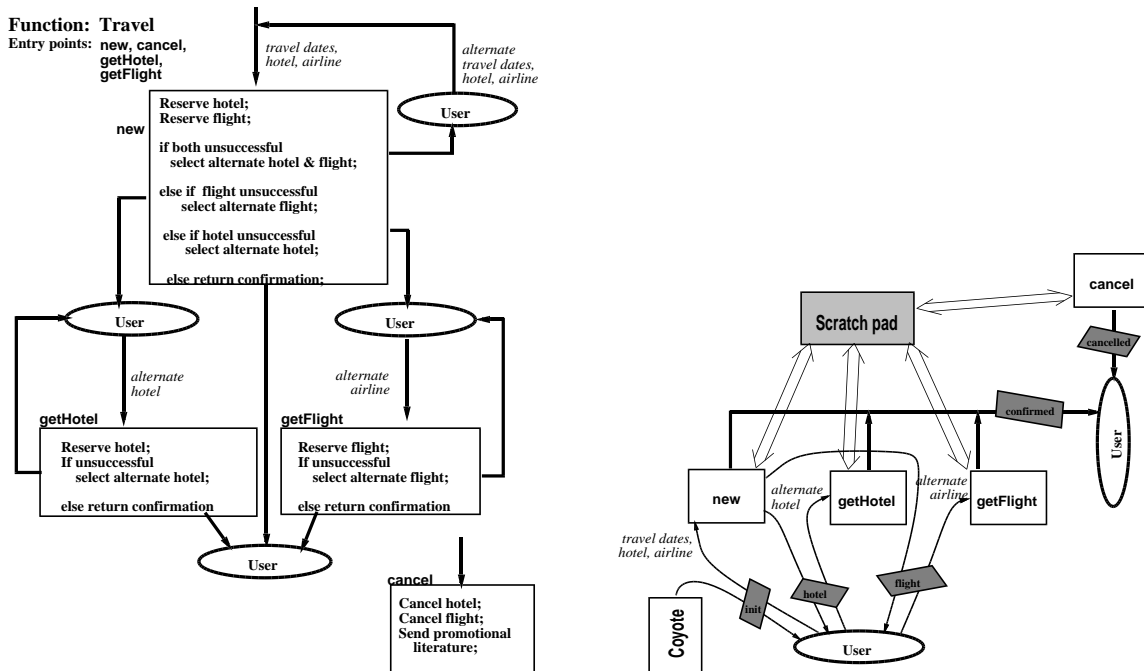 Function: Travel
Entry points: new, cancel,
getHotel,
getFlight
travel dates,
hotel, airline
alternate
travel dates,
hotel, airline
User
new
Reserve hotel;
Reserve flight;
if both unsuccessful
select alternate hotel & flight;
else if flight unsuccessful
select alternate flight;
else if hotel unsuccessful
select alternate hotel;
else return confirmation;
User
User
alternate
hotel
alternate
airline
getHotel
Reserve hotel;
If unsuccessful
select alternate hotel;
else return confirmation
getFlight
Reserve flight;
If unsuccessful
select alternate flight;
else return confirmation
User
cancel
Cancel hotel;
Cancel flight;
Send promotional
literature;
cancel
Scratch pad
cancelled
confirmed
User
new
alternate
hotel
getHotel
alternate
airline
getFlight
travel dates,
hotel, airline
Coyote
init
hotel
flight
User